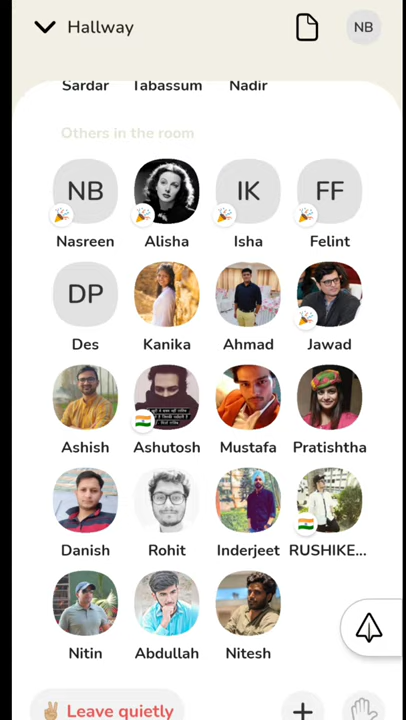 Hallway
NB
Sardar Tabassum Nadir
Others in the room
NB IK FF
Nasreen Alisha Isha Felint
DP
Des Kanika Ahmad Jawad
Ashish Ashutosh Mustafa Pratishtha
Danish Rohit Inderjeet RUSHIKE...
Nitin Abdullah Nitesh
✌🏼 Leave quietly
+